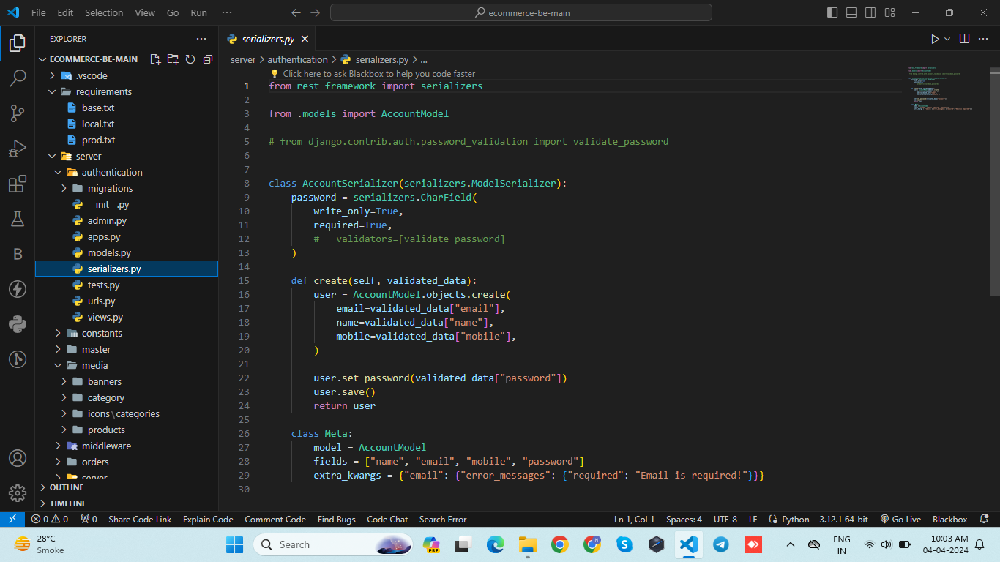 File Edit Selection View Go Run ···
ecommerce-be-main
EXPLORER
serializers.py
ECOMMERCE-BE-MAIN
.vscode
requirements
base.txt
local.txt
prod.txt
server
authentication
migrations
__init__.py
admin.py
apps.py
models.py
serializers.py
tests.py
urls.py
views.py
constants
master
media
banners
category
icons\categories
products
middleware
orders
server
OUTLINE
TIMELINE
server > authentication > serializers.py > ...
Click here to ask Blackbox to help you code faster
1 from rest_framework import serializers
2
3 from .models import AccountModel
4
5 # from django.contrib.auth.password_validation import validate_password
6
7
8 class AccountSerializer(serializers.ModelSerializer):
9     password = serializers.CharField(
10         write_only=True,
11         required=True,
12         #   validators=[validate_password]
13     )
14
15     def create(self, validated_data):
16         user = AccountModel.objects.create(
17             email=validated_data["email"],
18             name=validated_data["name"],
19             mobile=validated_data["mobile"],
20         )
21
22         user.set_password(validated_data["password"])
23         user.save()
24         return user
25
26     class Meta:
27         model = AccountModel
28         fields = ["name", "email", "mobile", "password"]
29         extra_kwargs = {"email": {"error_messages": {"required": "Email is required!"}}}
30
0 0 0 Share Code Link Explain Code Comment Code Find Bugs Code Chat Search Error Ln 1, Col 1 Spaces: 4 UTF-8 LF Python 3.12.1 64-bit Go Live Blackbox
28°C
Smoke
Search
PRE
ENG
IN
10:03 AM
04-04-2024